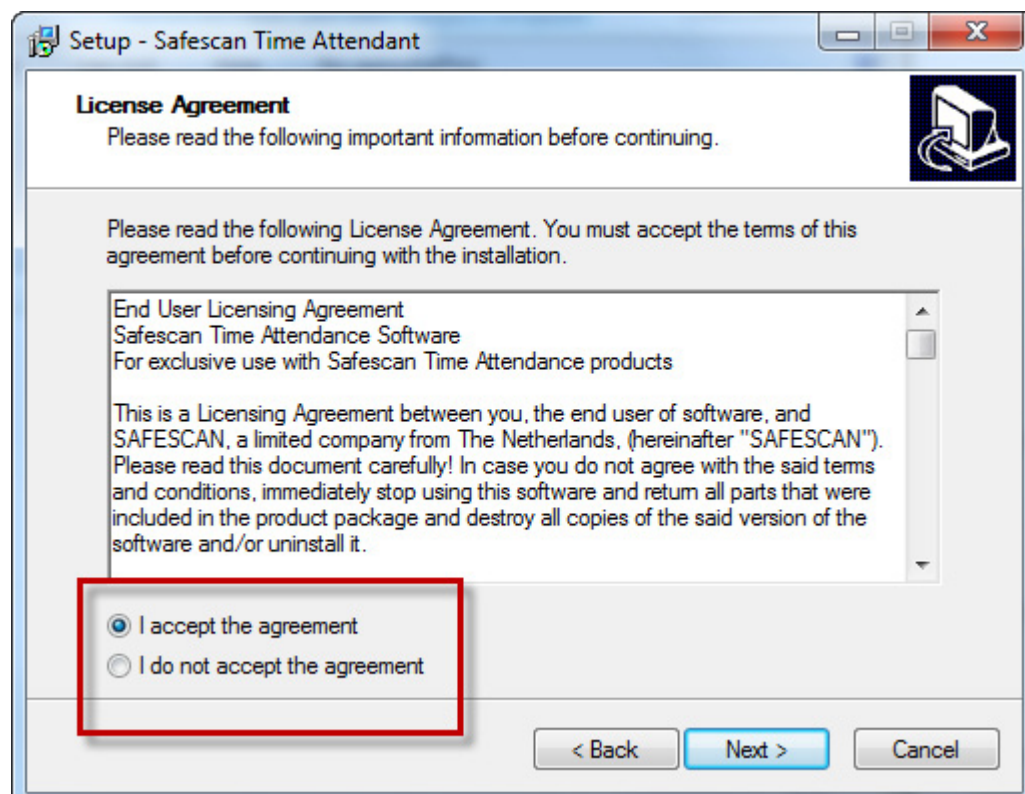 Setup - Safescan Time Attendant
License Agreement
Please read the following important information before continuing.
Please read the following License Agreement. You must accept the terms of this
agreement before continuing with the installation.
End User Licensing Agreement
Safescan Time Attendance Software
For exclusive use with Safescan Time Attendance products
This is a Licensing Agreement between you, the end user of software, and
SAFESCAN, a limited company from The Netherlands, (hereinafter "SAFESCAN").
Please read this document carefully! In case you do not agree with the said terms
and conditions, immediately stop using this software and return all parts that were
included in the product package and destroy all copies of the said version of the
software and/or uninstall it.
I accept the agreement
I do not accept the agreement
< Back Next > Cancel